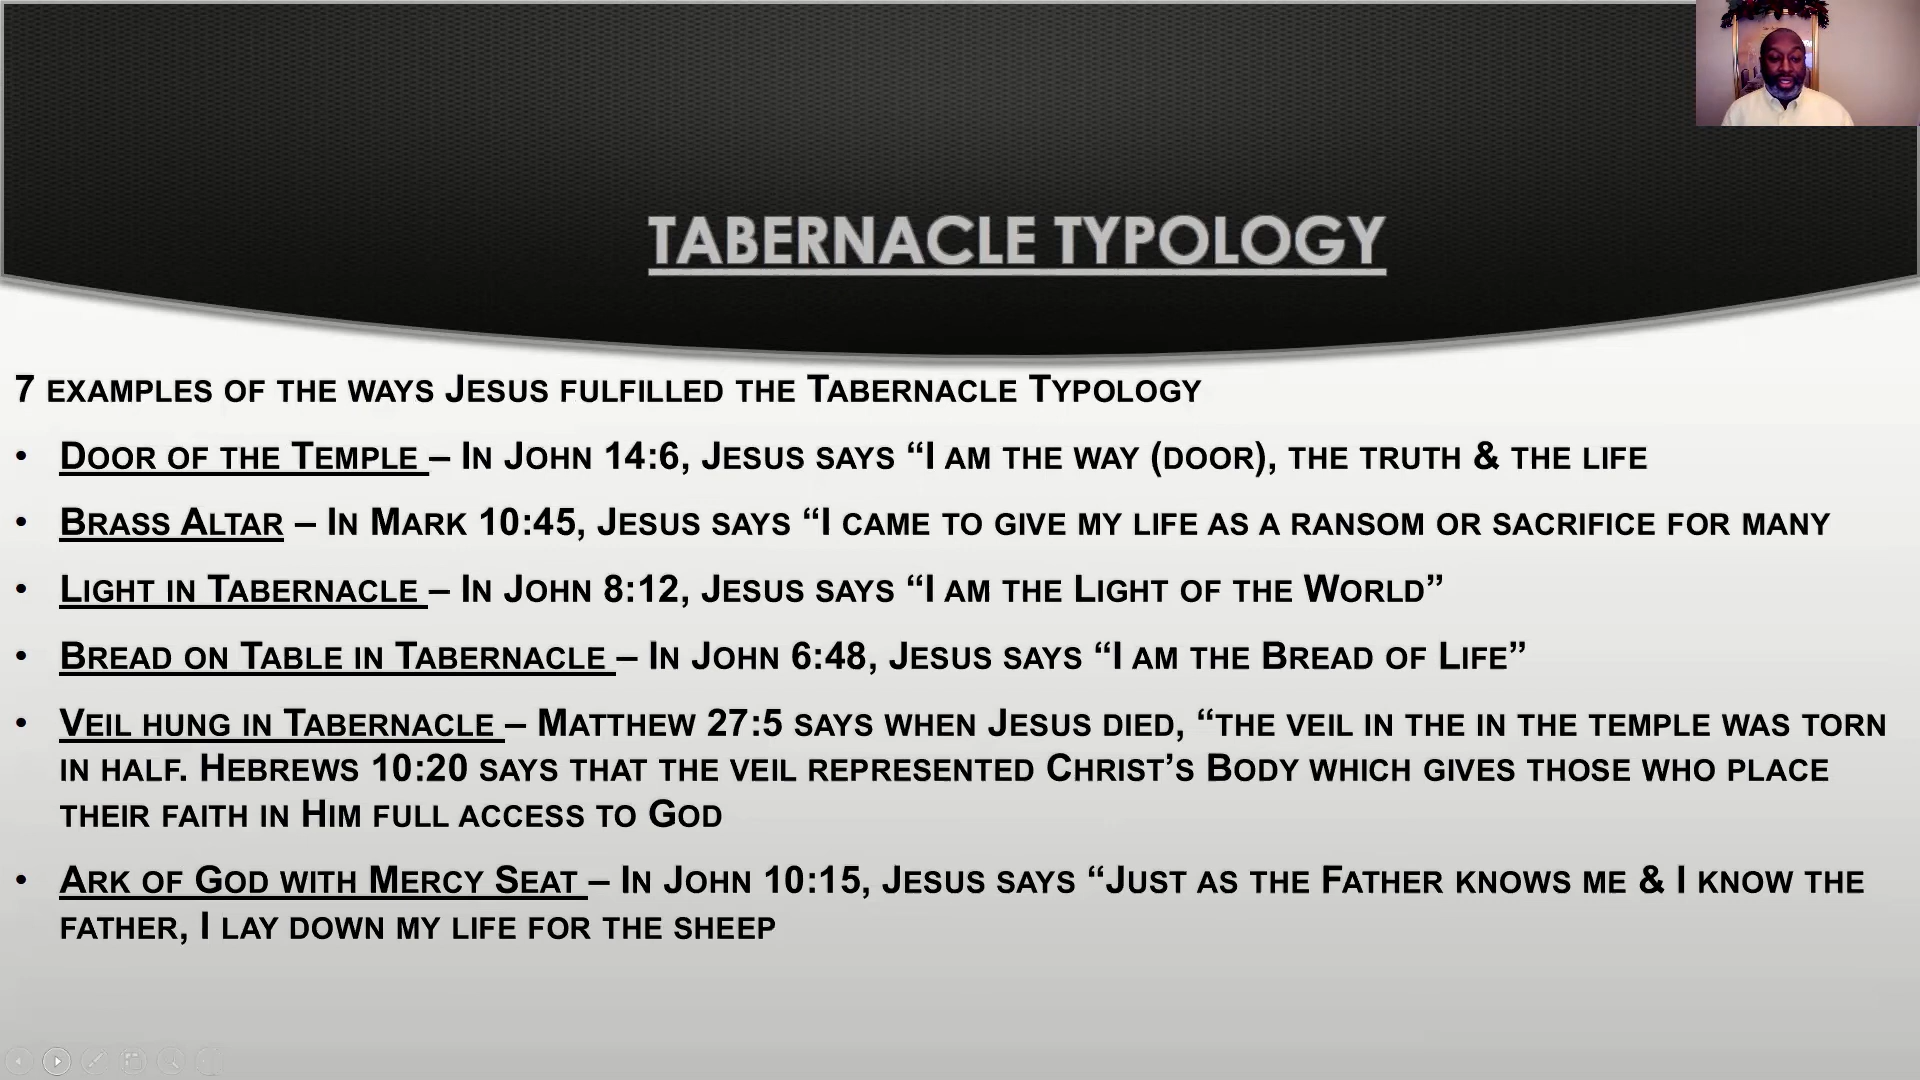 TABERNACLE TYPOLOGY
7 examples of the ways Jesus fulfilled the Tabernacle Typology
• Door of the Temple – In John 14:6, Jesus says “I am the way (door), the truth & the life
• Brass Altar – In Mark 10:45, Jesus says “I came to give my life as a ransom or sacrifice for many
• Light in Tabernacle – In John 8:12, Jesus says “I am the Light of the World”
• Bread on Table in Tabernacle – In John 6:48, Jesus says “I am the Bread of Life”
• Veil hung in Tabernacle – Matthew 27:5 says when Jesus died, “the veil in the in the temple was torn
in half. Hebrews 10:20 says that the veil represented Christ’s Body which gives those who place
their faith in Him full access to God
• Ark of God with Mercy Seat – In John 10:15, Jesus says “Just as the Father knows me & I know the
father, I lay down my life for the sheep